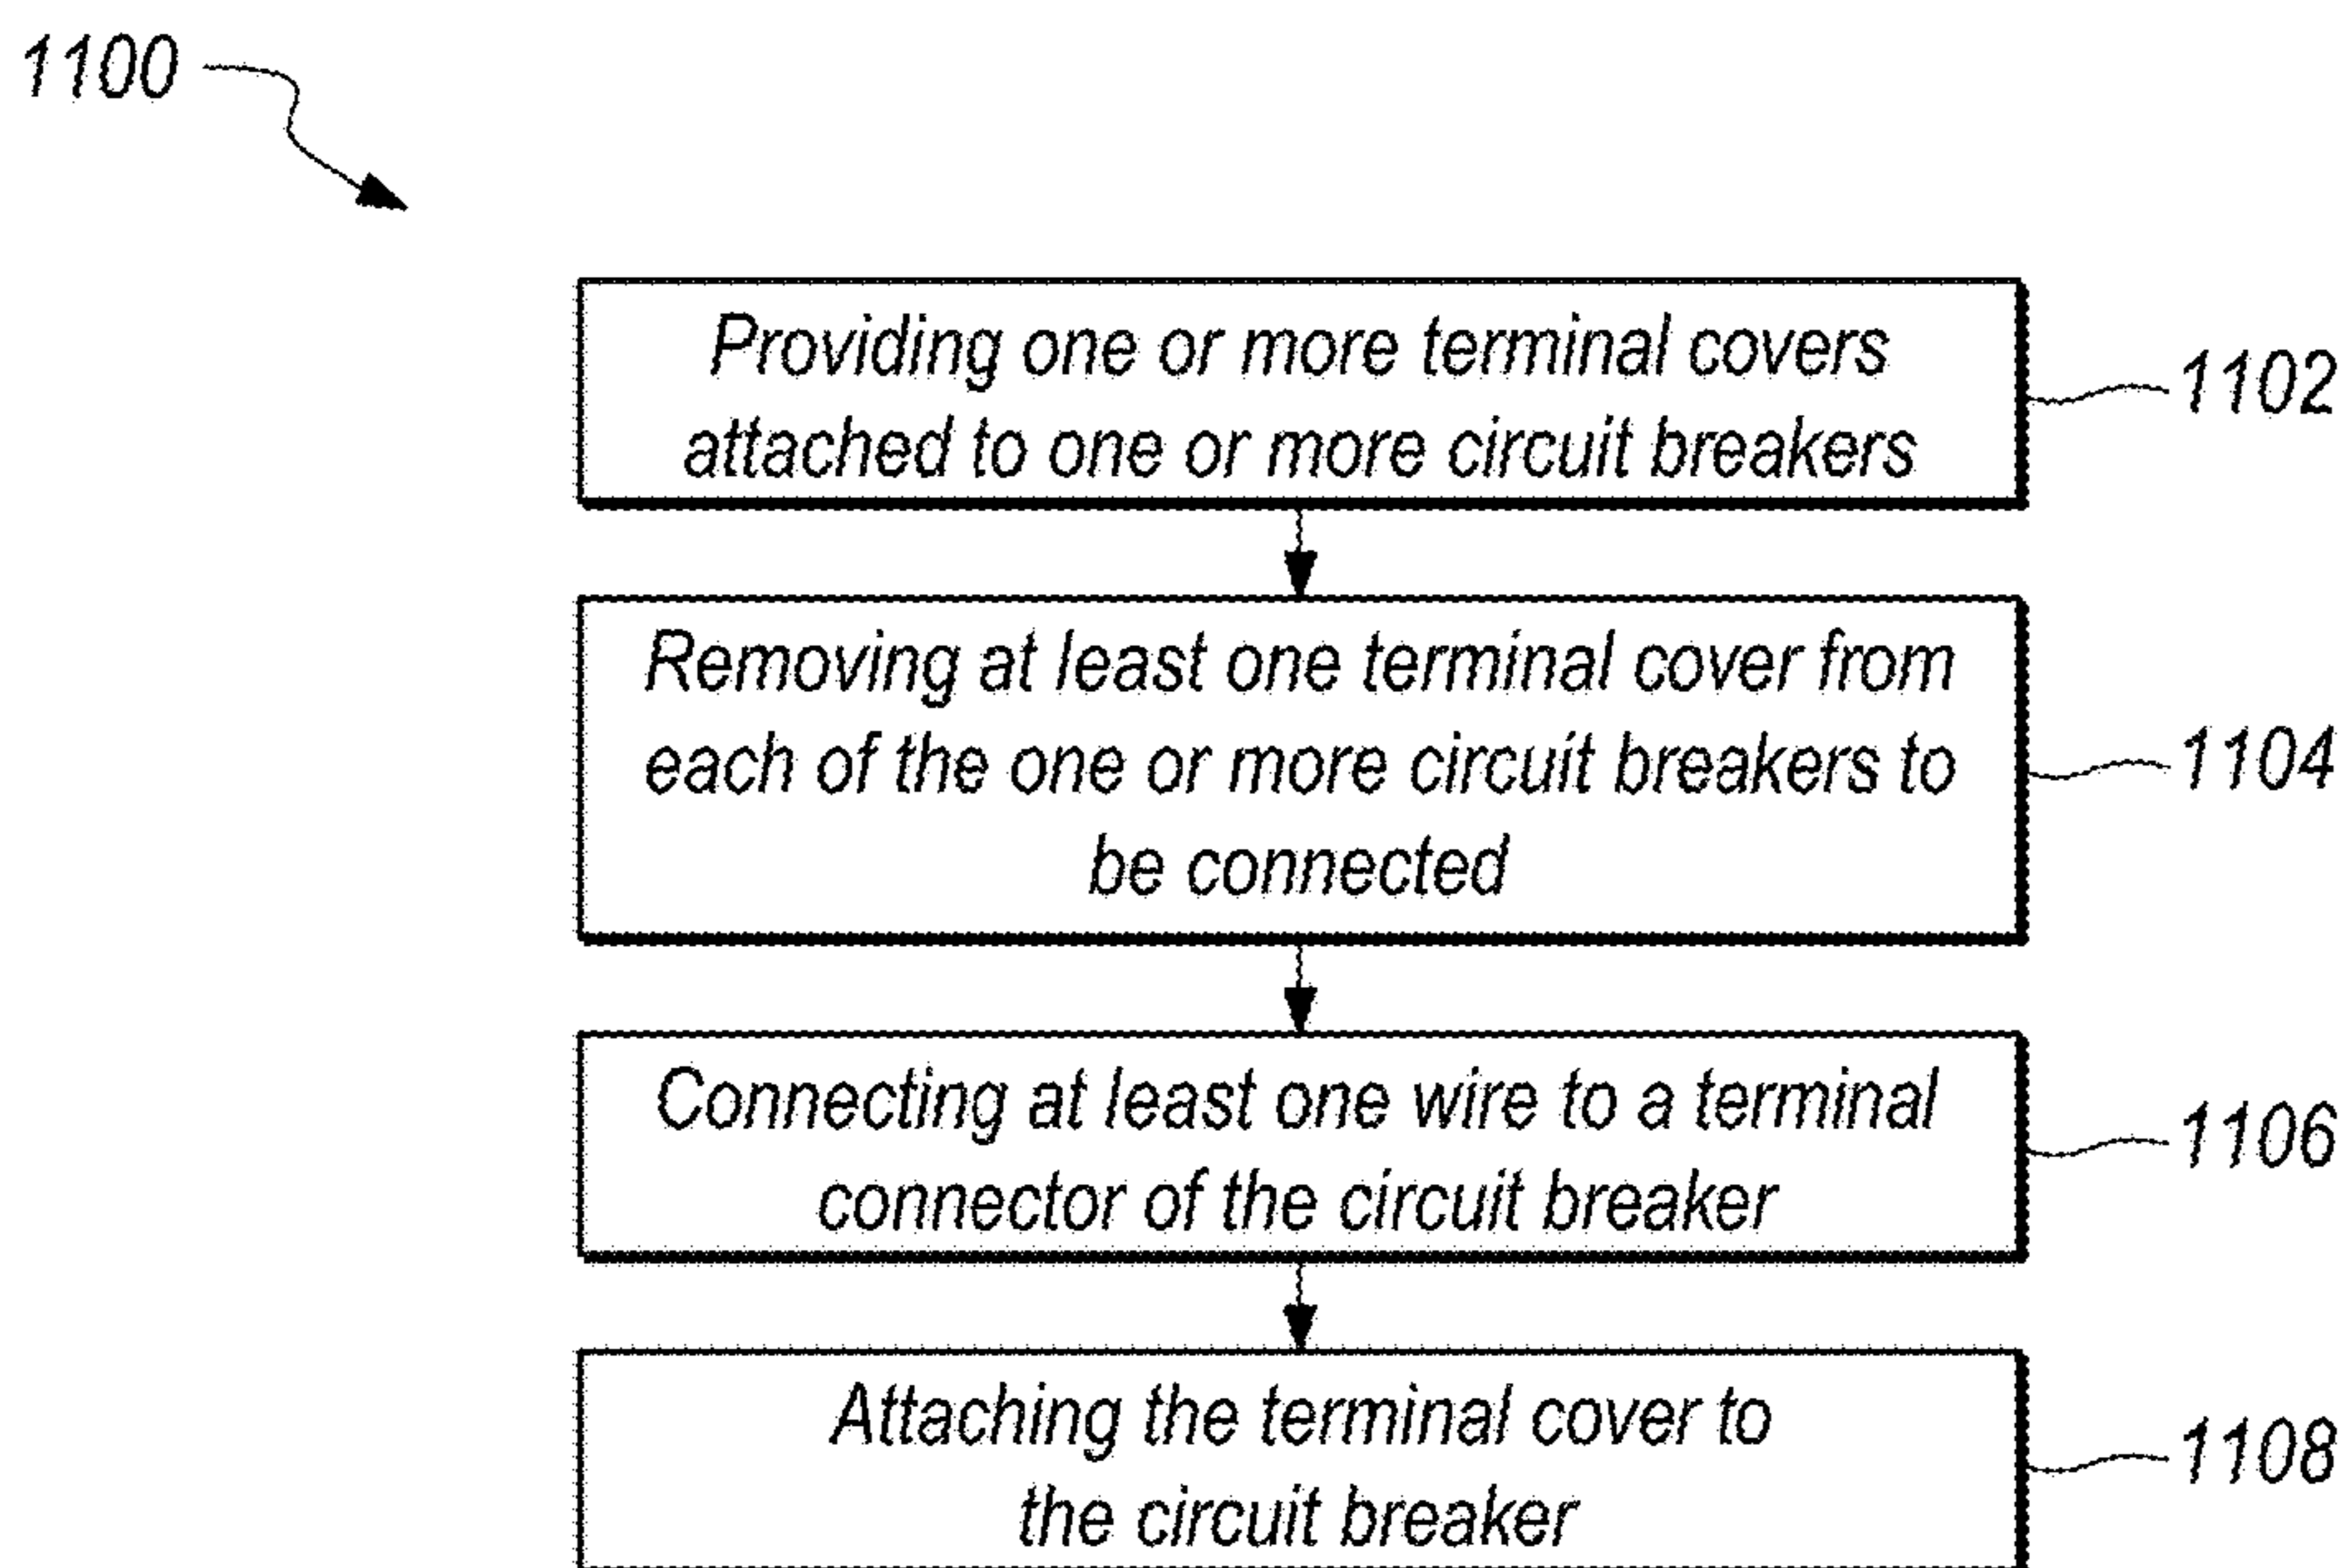 1100
Providing one or more terminal covers
attached to one or more circuit breakers
1102
Removing at least one terminal cover from
each of the one or more circuit breakers to
be connected
1104
Connecting at least one wire to a terminal
connector of the circuit breaker
1106
Attaching the terminal cover to
the circuit breaker
1108